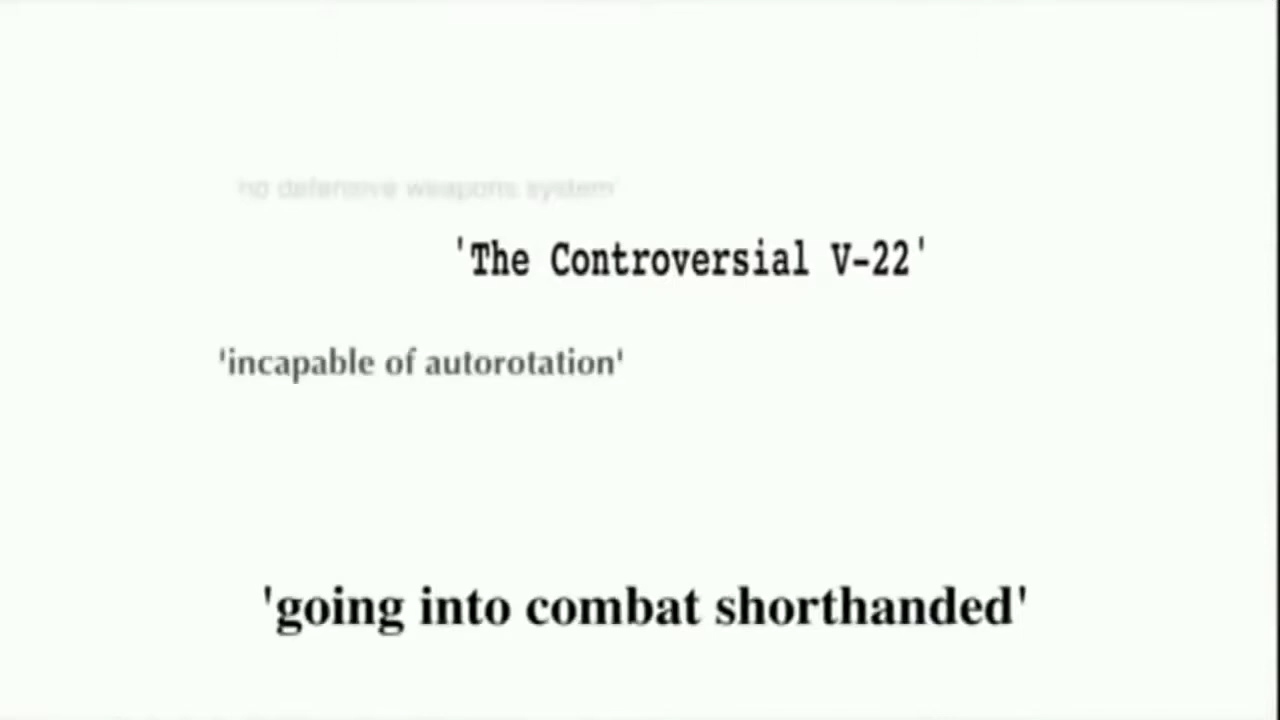 'no defensive weapons system'
'The Controversial V-22'
'incapable of autorotation'
'going into combat shorthanded'